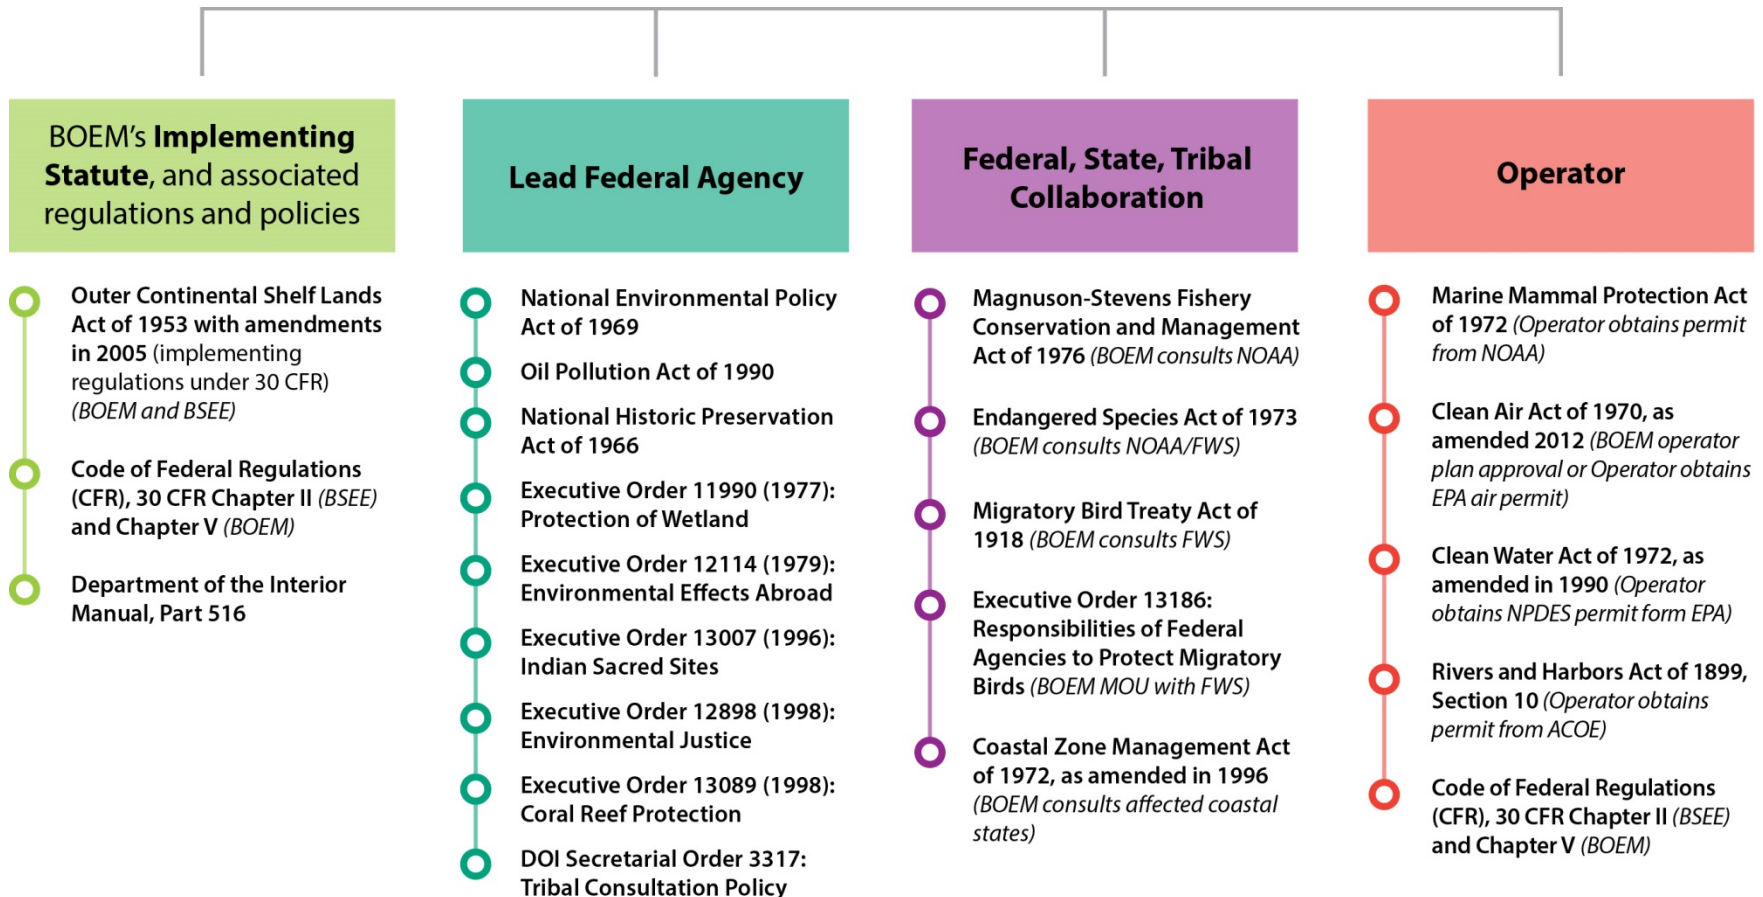 BOEM's Implementing
Statute, and associated
regulations and policies
Outer Continental Shelf Lands
Act of 1953 with amendments
in 2005 (implementing
regulations under 30 CFR)
(BOEM and BSEE)
Code of Federal Regulations
(CFR), 30 CFR Chapter II (BSEE)
and Chapter V (BOEM)
Department of the Interior
Manual, Part 516
Lead Federal Agency
National Environmental Policy
Act of 1969
Oil Pollution Act of 1990
National Historic Preservation
Act of 1966
Executive Order 11990 (1977):
Protection of Wetland
Executive Order 12114 (1979):
Environmental Effects Abroad
Executive Order 13007 (1996):
Indian Sacred Sites
Executive Order 12898 (1998):
Environmental Justice
Executive Order 13089 (1998):
Coral Reef Protection
DOI Secretarial Order 3317:
Tribal Consultation Policy
Federal, State, Tribal
Collaboration
Magnuson-Stevens Fishery
Conservation and Management
Act of 1976 (BOEM consults NOAA)
Endangered Species Act of 1973
(BOEM consults NOAA/FWS)
Migratory Bird Treaty Act of
1918 (BOEM consults FWS)
Executive Order 13186:
Responsibilities of Federal
Agencies to Protect Migratory
Birds (BOEM MOU with FWS)
Coastal Zone Management Act
of 1972, as amended in 1996
(BOEM consults affected coastal
states)
Operator
Marine Mammal Protection Act
of 1972 (Operator obtains permit
from NOAA)
Clean Air Act of 1970, as
amended 2012 (BOEM operator
plan approval or Operator obtains
EPA air permit)
Clean Water Act of 1972, as
amended in 1990 (Operator
obtains NPDES permit form EPA)
Rivers and Harbors Act of 1899,
Section 10 (Operator obtains
permit from ACOE)
Code of Federal Regulations
(CFR), 30 CFR Chapter II (BSEE)
and Chapter V (BOEM)